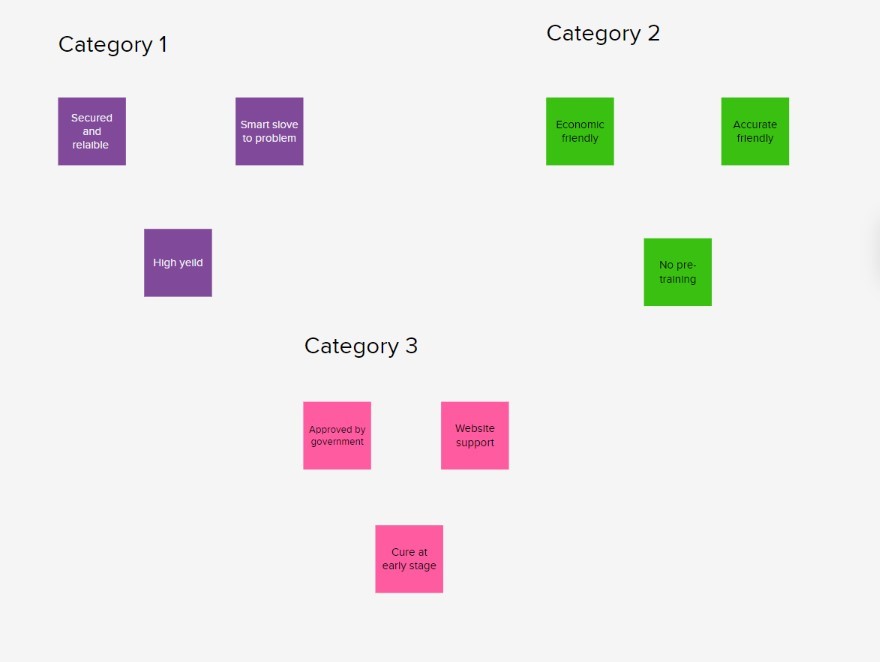 Category 1
Secured
and
relaible
Smart slove
to problem
High yeild
Category 2
Economic
friendly
Accurate
friendly
No pre-
training
Category 3
Approved by
government
Website
support
Cure at
early stage